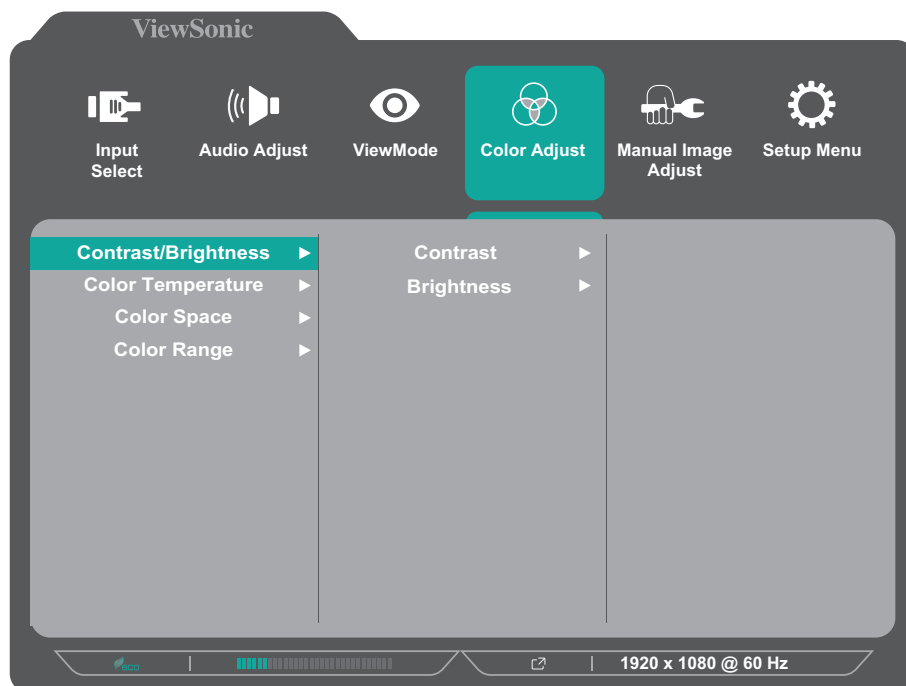 ViewSonic
Input
Select
Audio Adjust
ViewMode
Color Adjust
Manual Image
Adjust
Setup Menu
Contrast/Brightness
Color Temperature
Color Space
Color Range
Contrast
Brightness
eco
1920 x 1080 @ 60 Hz